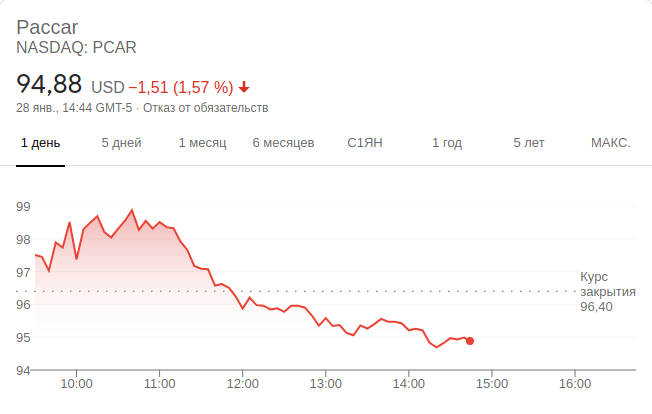 Paccar
NASDAQ: PCAR
94,88 USD −1,51 (1,57 %)
28 янв., 14:44 GMT-5 · Отказ от обязательств
1 день 5 дней 1 месяц 6 месяцев С1ЯН 1 год 5 лет МАКС.
99
98
97
96
95
94
Курс
закрытия
96,40
10:00 11:00 12:00 13:00 14:00 15:00 16:00